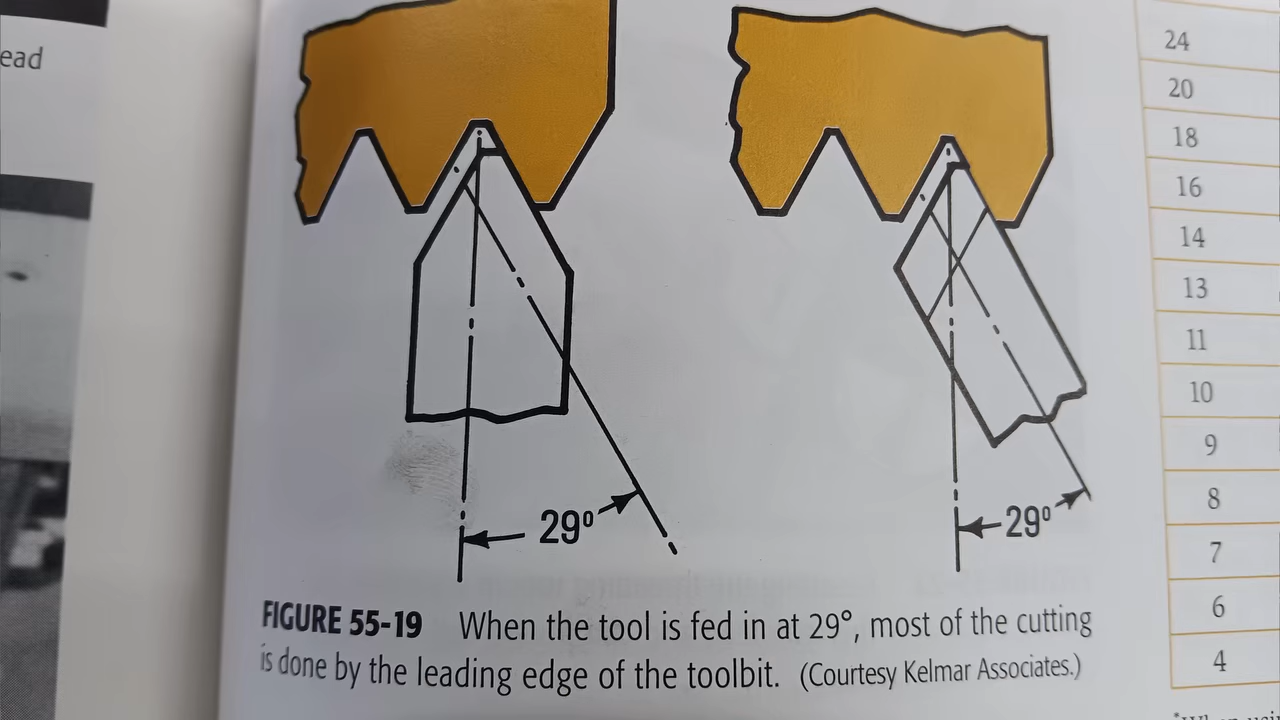 ead
29º
29º
FIGURE 55-19 When the tool is fed in at 29°, most of the cutting
is done by the leading edge of the toolbit. (Courtesy Kelmar Associates.)
24
20
18
16
14
13
11
10
9
8
7
6
4